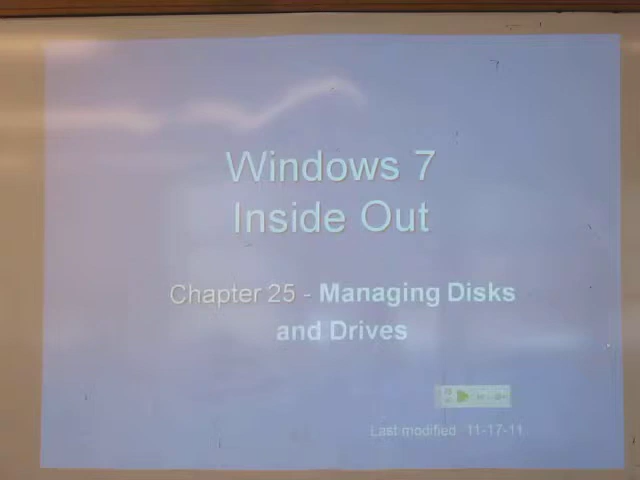 Windows 7
Inside Out
Chapter 25 - Managing Disks
and Drives
Last modified 11-17-11